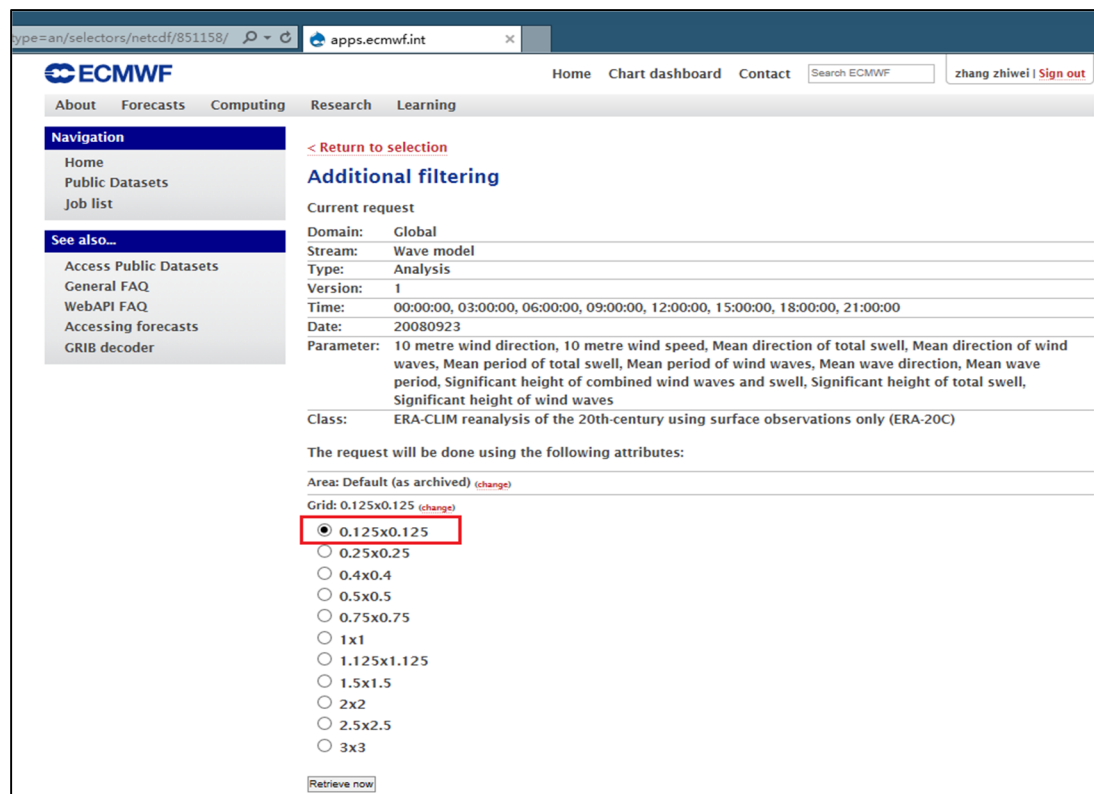 type=an/selectors/netcdf/851158/
apps.ecmwf.int
ECMWF
Home Chart dashboard Contact Search ECMWF zhang zhiwei | Sign out
About Forecasts Computing Research Learning
Navigation
Home
Public Datasets
Job list
See also...
Access Public Datasets
General FAQ
WebAPI FAQ
Accessing forecasts
GRIB decoder
< Return to selection
Additional filtering
Current request
Domain: Global
Stream: Wave model
Type: Analysis
Version: 1
Time: 00:00:00, 03:00:00, 06:00:00, 09:00:00, 12:00:00, 15:00:00, 18:00:00, 21:00:00
Date: 20080923
Parameter: 10 metre wind direction, 10 metre wind speed, Mean direction of total swell, Mean direction of wind
waves, Mean period of total swell, Mean period of wind waves, Mean wave direction, Mean wave
period, Significant height of combined wind waves and swell, Significant height of total swell,
Significant height of wind waves
Class: ERA-CLIM reanalysis of the 20th-century using surface observations only (ERA-20C)
The request will be done using the following attributes:
Area: Default (as archived) (change)
Grid: 0.125x0.125 (change)
0.125x0.125
0.25x0.25
0.4x0.4
0.5x0.5
0.75x0.75
1x1
1.125x1.125
1.5x1.5
2x2
2.5x2.5
3x3
Retrieve now